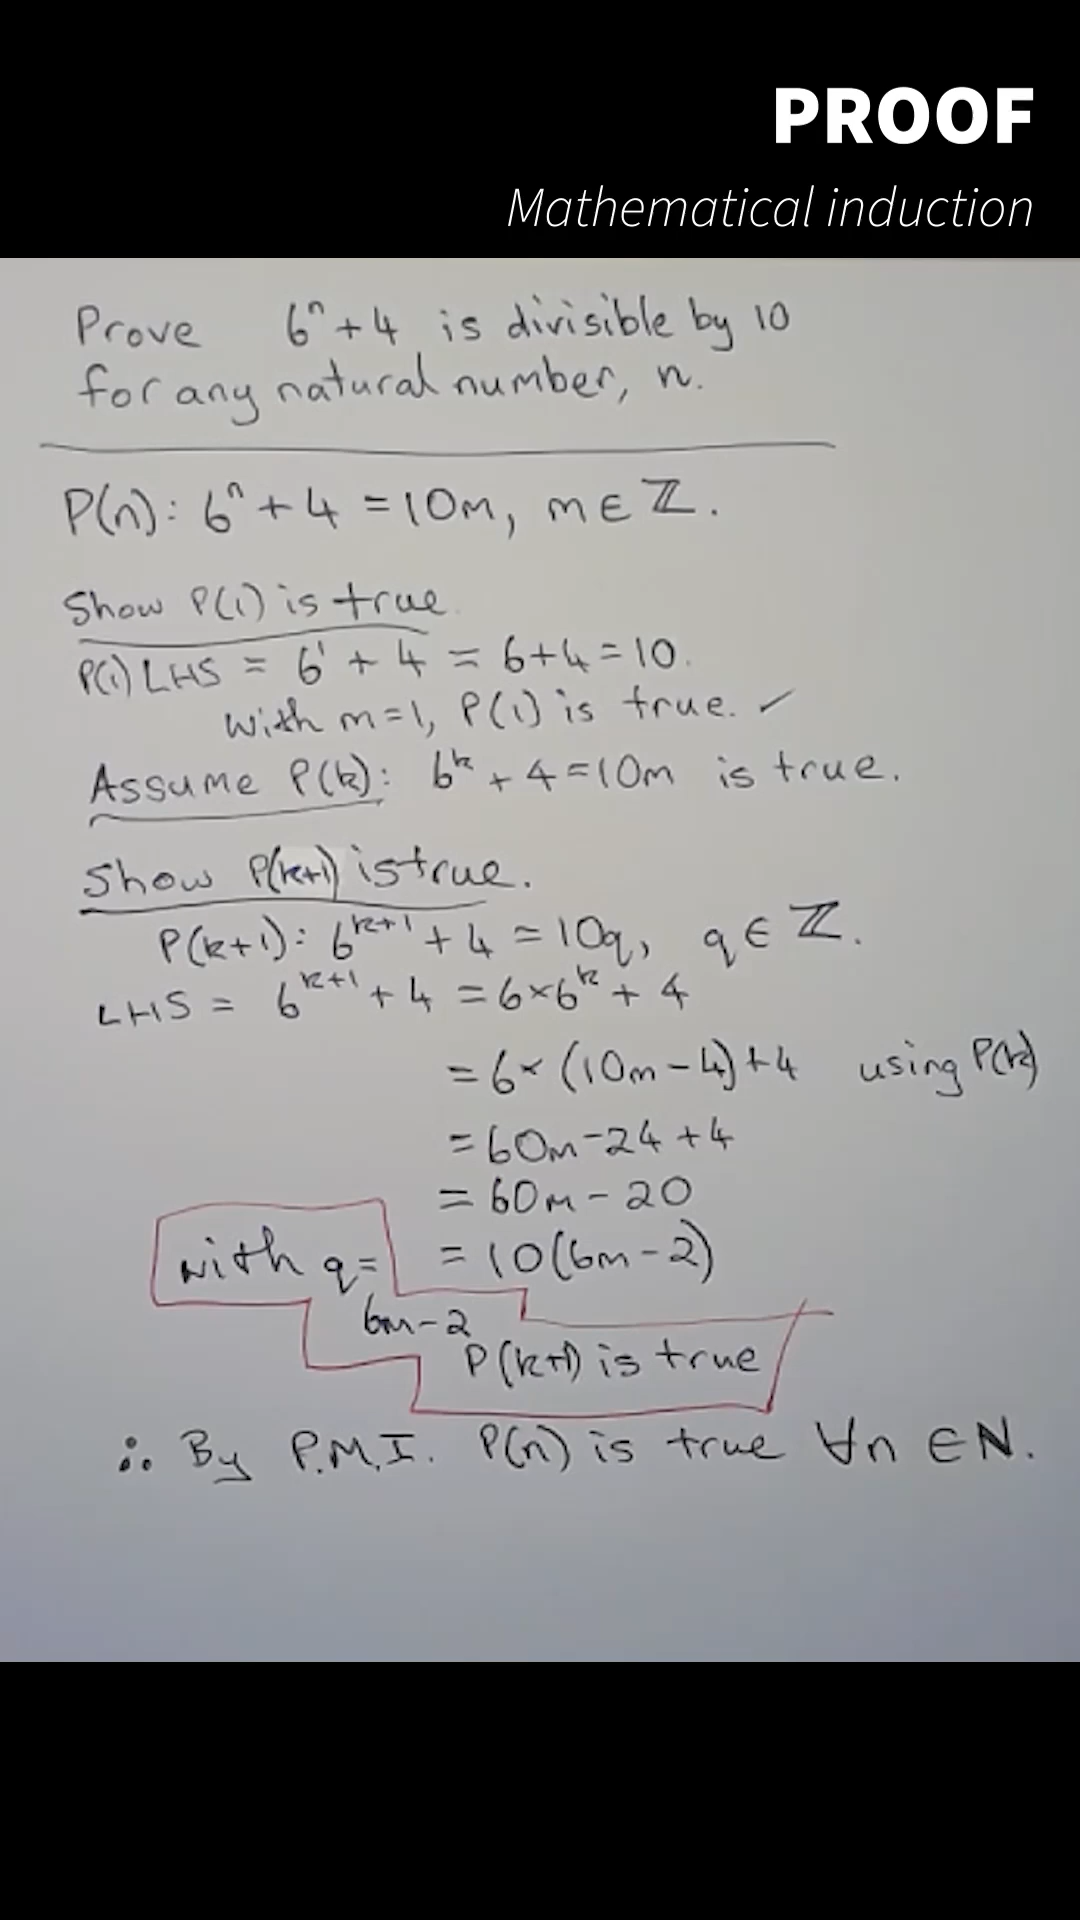 PROOF
Mathematical induction
Prove 6ⁿ + 4 is divisible by 10
for any natural number, n.
P(n): 6ⁿ + 4 = 10m, m ∈ ℤ.
Show P(1) is true.
P(1) LHS = 6¹ + 4 = 6+4 = 10.
With m=1, P(1) is true. ✓
Assume P(k): 6ᵏ + 4 = 10m is true.
Show P(k+1) is true.
P(k+1): 6ᵏ⁺¹ + 4 = 10q, q ∈ ℤ.
LHS = 6ᵏ⁺¹ + 4 = 6×6ᵏ + 4
= 6×(10m – 4)+4 using P(k)
= 60m – 24 + 4
= 60m – 20
with q= = 10(6m – 2)
6m – 2
P(k+1) is true
∴ By P.M.I. P(n) is true ∀n ∈ N.